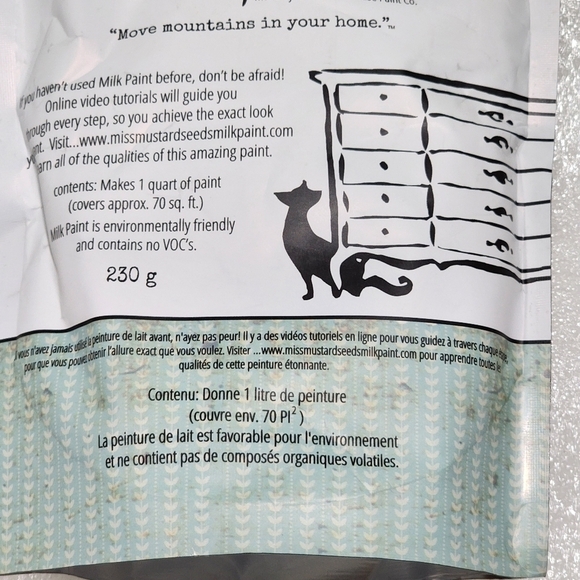 “Move mountains in your home.”™
you haven't used Milk Paint before, don't be afraid!
Online video tutorials will guide you
every step, so you achieve the exact look
Visit...www.missmustardseedsmilkpaint.com
all of the qualities of this amazing paint.
contents: Makes 1 quart of paint
(covers approx. 70 sq. ft.)
Milk Paint is environmentally friendly
and contains no VOC's.
230 g
vous n'avez jamais utilisé la peinture de lait avant, n'ayez pas peur! Il y a des vidéos tutoriels en ligne pour vous guidez à travers chaque
pour que vous pouvez obtenir l'allure exact que vous voulez. Visiter ...www.missmustardseedsmilkpaint.com pour apprendre toutes
qualités de cette peinture étonnante.
Contenu: Donne 1 litre de peinture
(couvre env. 70 PI²)
La peinture de lait est favorable pour l'environnement
et ne contient pas de composés organiques volatiles.